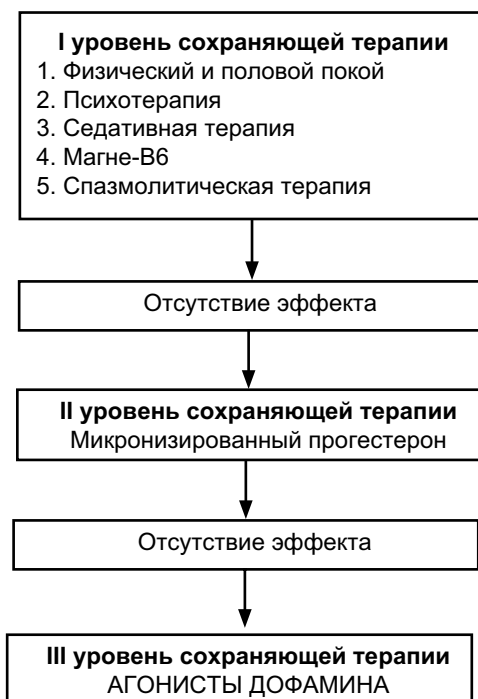 I уровень сохраняющей терапии
1. Физический и половой покой
2. Психотерапия
3. Седативная терапия
4. Магне-В6
5. Спазмолитическая терапия
Отсутствие эффекта
II уровень сохраняющей терапии
Микронизированный прогестерон
Отсутствие эффекта
III уровень сохраняющей терапии
АГОНИСТЫ ДОФАМИНА